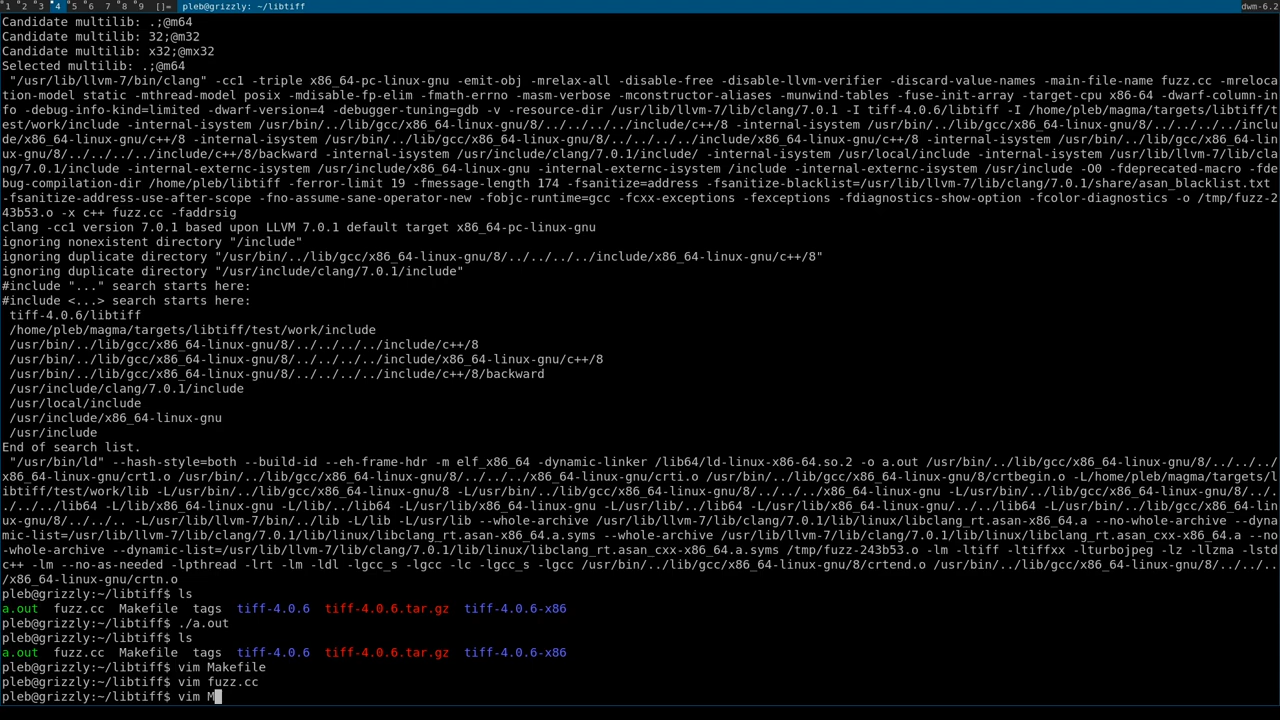 1 2 3 4 5 6 7 8 9 []= pleb@grizzly: ~/libtiff dwm-6.2
Candidate multilib: .;@m64
Candidate multilib: 32;@m32
Candidate multilib: x32;@mx32
Selected multilib: .;@m64
 "/usr/lib/llvm-7/bin/clang" -cc1 -triple x86_64-pc-linux-gnu -emit-obj -mrelax-all -disable-free -disable-llvm-verifier -discard-value-names -main-file-name fuzz.cc -mreloca
tion-model static -mthread-model posix -mdisable-fp-elim -fmath-errno -masm-verbose -mconstructor-aliases -munwind-tables -fuse-init-array -target-cpu x86-64 -dwarf-column-in
fo -debug-info-kind=limited -dwarf-version=4 -debugger-tuning=gdb -v -resource-dir /usr/lib/llvm-7/lib/clang/7.0.1 -I tiff-4.0.6/libtiff -I /home/pleb/magma/targets/libtiff/t
est/work/include -internal-isystem /usr/bin/../lib/gcc/x86_64-linux-gnu/8/../../../../include/c++/8 -internal-isystem /usr/bin/../lib/gcc/x86_64-linux-gnu/8/../../../../inclu
de/x86_64-linux-gnu/c++/8 -internal-isystem /usr/bin/../lib/gcc/x86_64-linux-gnu/8/../../../../include/x86_64-linux-gnu/c++/8 -internal-isystem /usr/bin/../lib/gcc/x86_64-lin
ux-gnu/8/../../../../include/c++/8/backward -internal-isystem /usr/include/clang/7.0.1/include/ -internal-isystem /usr/local/include -internal-isystem /usr/lib/llvm-7/lib/cla
ng/7.0.1/include -internal-externc-isystem /usr/include/x86_64-linux-gnu -internal-externc-isystem /include -internal-externc-isystem /usr/include -O0 -fdeprecated-macro -fde
bug-compilation-dir /home/pleb/libtiff -ferror-limit 19 -fmessage-length 174 -fsanitize=address -fsanitize-blacklist=/usr/lib/llvm-7/lib/clang/7.0.1/share/asan_blacklist.txt
-fsanitize-address-use-after-scope -fno-assume-sane-operator-new -fobjc-runtime=gcc -fcxx-exceptions -fexceptions -fdiagnostics-show-option -fcolor-diagnostics -o /tmp/fuzz-2
43b53.o -x c++ fuzz.cc -faddrsig
clang -cc1 version 7.0.1 based upon LLVM 7.0.1 default target x86_64-pc-linux-gnu
ignoring nonexistent directory "/include"
ignoring duplicate directory "/usr/bin/../lib/gcc/x86_64-linux-gnu/8/../../../../include/x86_64-linux-gnu/c++/8"
ignoring duplicate directory "/usr/include/clang/7.0.1/include"
#include "..." search starts here:
#include <...> search starts here:
 tiff-4.0.6/libtiff
 /home/pleb/magma/targets/libtiff/test/work/include
 /usr/bin/../lib/gcc/x86_64-linux-gnu/8/../../../../include/c++/8
 /usr/bin/../lib/gcc/x86_64-linux-gnu/8/../../../../include/x86_64-linux-gnu/c++/8
 /usr/bin/../lib/gcc/x86_64-linux-gnu/8/../../../../include/c++/8/backward
 /usr/include/clang/7.0.1/include
 /usr/local/include
 /usr/include/x86_64-linux-gnu
 /usr/include
End of search list.
 "/usr/bin/ld" --hash-style=both --build-id --eh-frame-hdr -m elf_x86_64 -dynamic-linker /lib64/ld-linux-x86-64.so.2 -o a.out /usr/bin/../lib/gcc/x86_64-linux-gnu/8/../../../
x86_64-linux-gnu/crt1.o /usr/bin/../lib/gcc/x86_64-linux-gnu/8/../../../x86_64-linux-gnu/crti.o /usr/bin/../lib/gcc/x86_64-linux-gnu/8/crtbegin.o -L/home/pleb/magma/targets/l
ibtiff/test/work/lib -L/usr/bin/../lib/gcc/x86_64-linux-gnu/8 -L/usr/bin/../lib/gcc/x86_64-linux-gnu/8/../../../x86_64-linux-gnu -L/lib/x86_64-linux-gnu -L/lib/../lib64 -L/us
r/lib/x86_64-linux-gnu -L/usr/bin/../lib/gcc/x86_64-linux-gnu/8/../../../../lib64 -L/usr/bin/../lib/gcc/x86_64-lin
ux-gnu/8/../../.. -L/usr/lib/llvm-7/bin/../lib -L/lib -L/usr/lib --whole-archive /usr/lib/llvm-7/lib/clang/7.0.1/lib/linux/libclang_rt.asan-x86_64.a --no-whole-archive --dyna
mic-list=/usr/lib/llvm-7/lib/clang/7.0.1/lib/linux/libclang_rt.asan-x86_64.a.syms --whole-archive /usr/lib/llvm-7/lib/clang/7.0.1/lib/linux/libclang_rt.asan_cxx-x86_64.a --no
-whole-archive --dynamic-list=/usr/lib/llvm-7/lib/clang/7.0.1/lib/linux/libclang_rt.asan_cxx-x86_64.a.syms /tmp/fuzz-243b53.o -lm -ltiff -ltiffxx -lturbojpeg -lz -llzma -lstd
c++ -lm --no-as-needed -lpthread -lrt -lm -ldl -lgcc_s -lgcc -lc -lgcc_s -lgcc /usr/bin/../lib/gcc/x86_64-linux-gnu/8/crtend.o /usr/bin/../lib/gcc/x86_64-linux-gnu/8/../../..
/x86_64-linux-gnu/crtn.o
pleb@grizzly:~/libtiff$ ls
a.out  fuzz.cc  Makefile  tags  tiff-4.0.6  tiff-4.0.6.tar.gz  tiff-4.0.6-x86
pleb@grizzly:~/libtiff$ ./a.out
pleb@grizzly:~/libtiff$ ls
a.out  fuzz.cc  Makefile  tags  tiff-4.0.6  tiff-4.0.6.tar.gz  tiff-4.0.6-x86
pleb@grizzly:~/libtiff$ vim Makefile
pleb@grizzly:~/libtiff$ vim fuzz.cc
pleb@grizzly:~/libtiff$ vim M